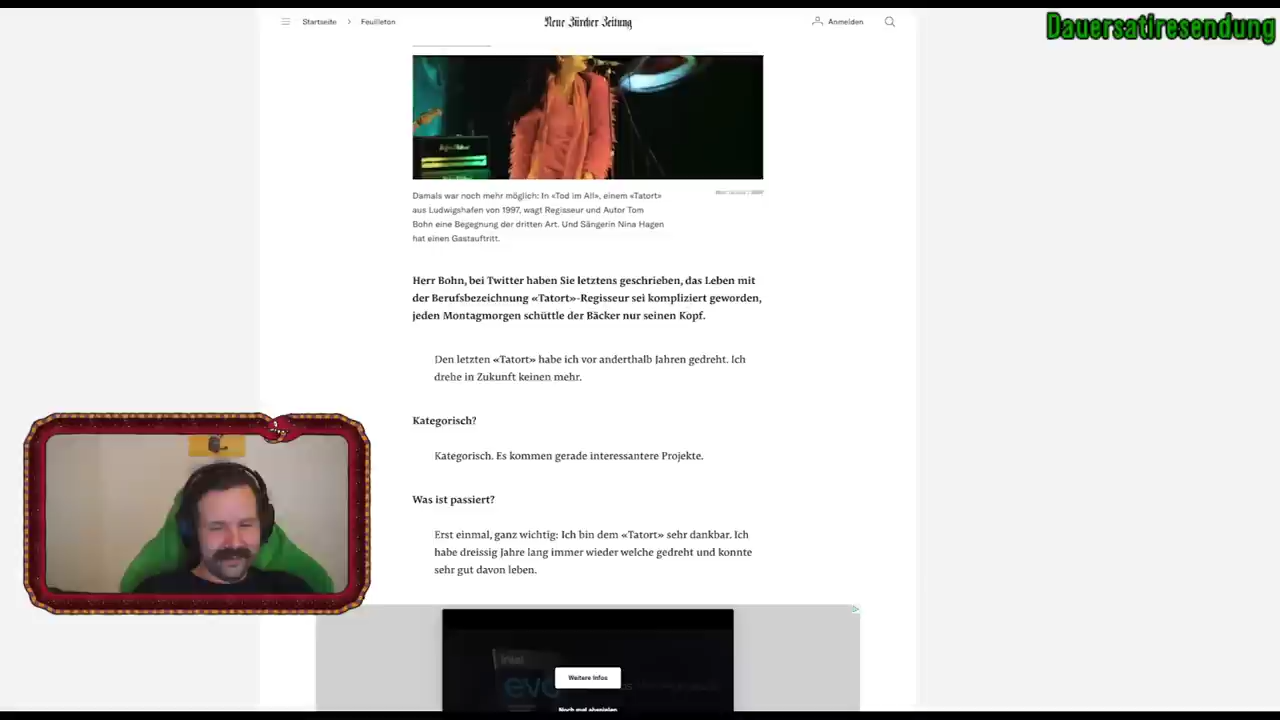 Startseite > Feuilleton
Neue Zürcher Zeitung
Anmelden
Dauersatiresendung
Damals war noch mehr möglich: In «Tod im All», einem «Tatort»
aus Ludwigshafen von 1997, wagt Regisseur und Autor Tom
Bohn eine Begegnung der dritten Art. Und Sängerin Nina Hagen
hat einen Gastauftritt.
Herr Bohn, bei Twitter haben Sie letztens geschrieben, das Leben mit
der Berufsbezeichnung «Tatort»-Regisseur sei kompliziert geworden,
jeden Montagmorgen schüttle der Bäcker nur seinen Kopf.
Den letzten «Tatort» habe ich vor anderthalb Jahren gedreht. Ich
drehe in Zukunft keinen mehr.
Kategorisch?
Kategorisch. Es kommen gerade interessantere Projekte.
Was ist passiert?
Erst einmal, ganz wichtig: Ich bin dem «Tatort» sehr dankbar. Ich
habe dreissig Jahre lang immer wieder welche gedreht und konnte
sehr gut davon leben.
intel
evo
Weitere Infos
Noch mal abspielen